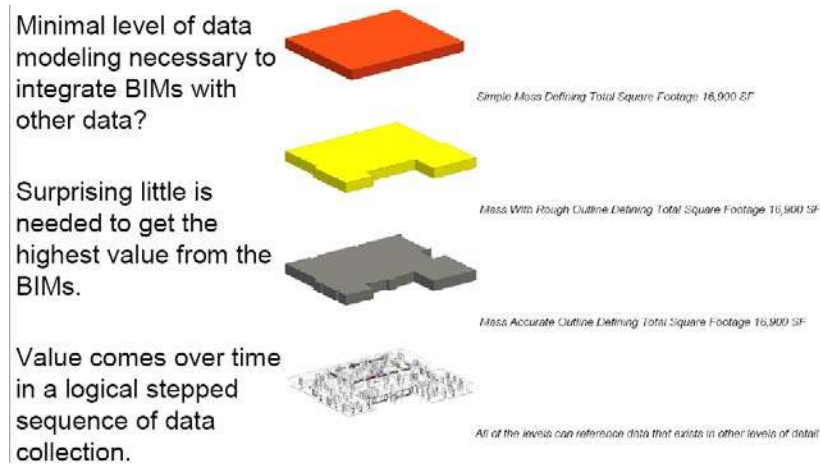 Minimal level of data
modeling necessary to
integrate BIMs with
other data?
Simple Mass Defining Total Square Footage 16,900 SF
Surprising little is
needed to get the
highest value from the
BIMs.
Mass With Rough Outline Defining Total Square Footage 16,900 SF
Mass Accurate Outline Defining Total Square Footage 16,900 SF
Value comes over time
in a logical stepped
sequence of data
collection.
All of the levels can reference data that exists in other levels of detail